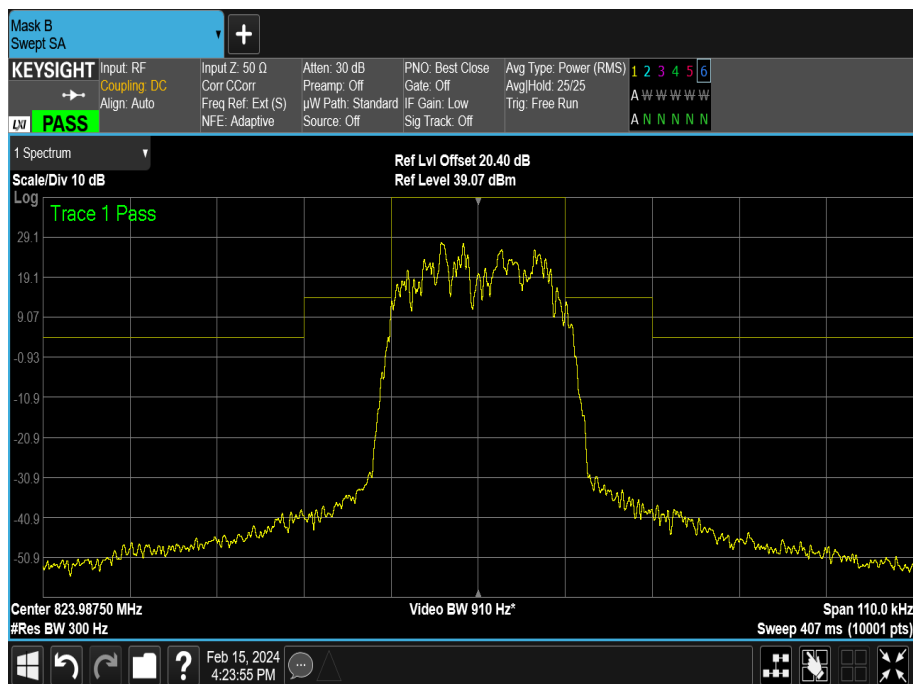 Mask B
Swept SA
KEYSIGHT
LXI PASS
Input: RF
Coupling: DC
Align: Auto
Input Z: 50 Ω
Corr CCorr
Freq Ref: Ext (S)
NFE: Adaptive
Atten: 30 dB
Preamp: Off
µW Path: Standard
Source: Off
PNO: Best Close
Gate: Off
IF Gain: Low
Sig Track: Off
Avg Type: Power (RMS)
Avg|Hold: 25/25
Trig: Free Run
1 2 3 4 5 6
A W W W W W
A N N N N N
1 Spectrum
Scale/Div 10 dB
Ref Lvl Offset 20.40 dB
Ref Level 39.07 dBm
Log
Trace 1 Pass
29.1
19.1
9.07
-0.93
-10.9
-20.9
-30.9
-40.9
-50.9
Center 823.98750 MHz
#Res BW 300 Hz
Video BW 910 Hz*
Span 110.0 kHz
Sweep 407 ms (10001 pts)
?
Feb 15, 2024
4:23:55 PM